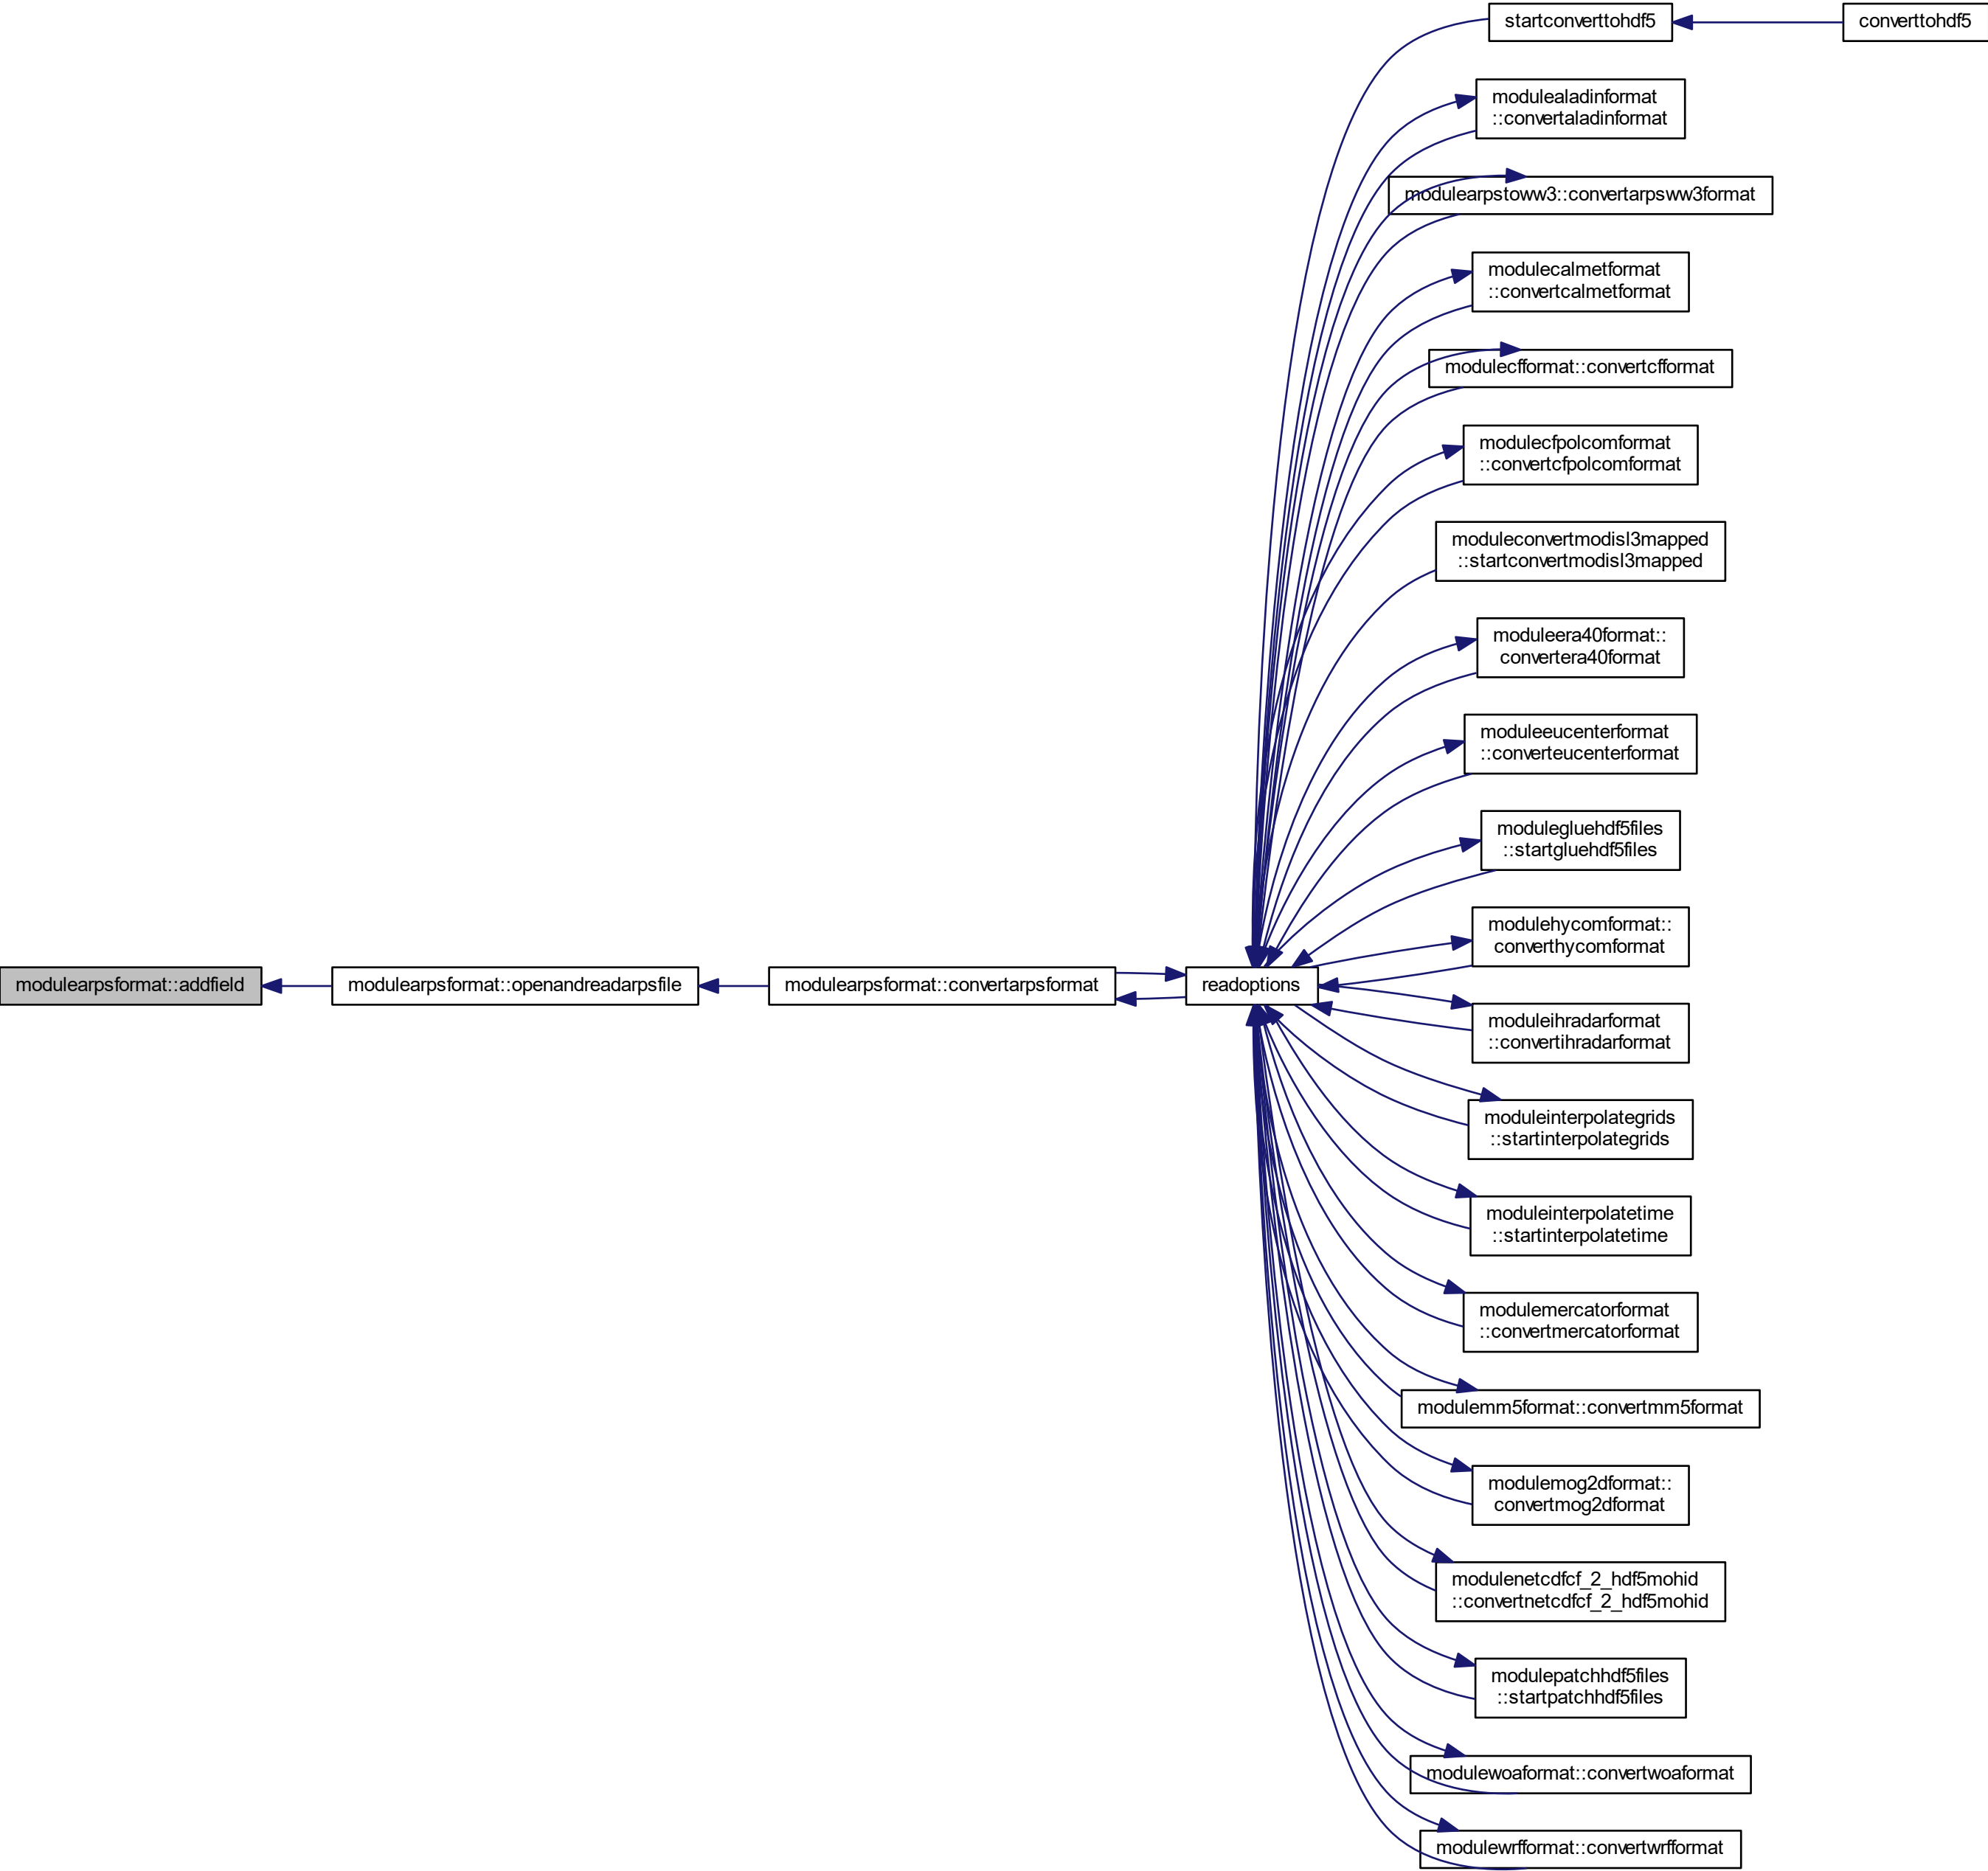 startconverttohdf5
converttohdf5
modulealadinformat
::convertaladinformat
modulearpstoww3::convertarpsww3format
modulecalmetformat
::convertcalmetformat
modulecfformat::convertcfformat
modulecfpolcomformat
::convertcfpolcomformat
moduleconvertmodisl3mapped
::startconvertmodisl3mapped
moduleera40format::
convertera40format
moduleeucenterformat
::converteucenterformat
modulegluehdf5files
::startgluehdf5files
modulehycomformat::
converthycomformat
modulearpsformat::addfield
modulearpsformat::openandreadarpsfile
modulearpsformat::convertarpsformat
readoptions
moduleihradarformat
::convertihradarformat
moduleinterpolategrids
::startinterpolategrids
moduleinterpolatetime
::startinterpolatetime
modulemercatorformat
::convertmercatorformat
modulemm5format::convertmm5format
modulemog2dformat::
convertmog2dformat
modulenetcdfcf_2_hdf5mohid
::convertnetcdfcf_2_hdf5mohid
modulepatchhdf5files
::startpatchhdf5files
modulewoaformat::convertwoaformat
modulewrfformat::convertwrfformat